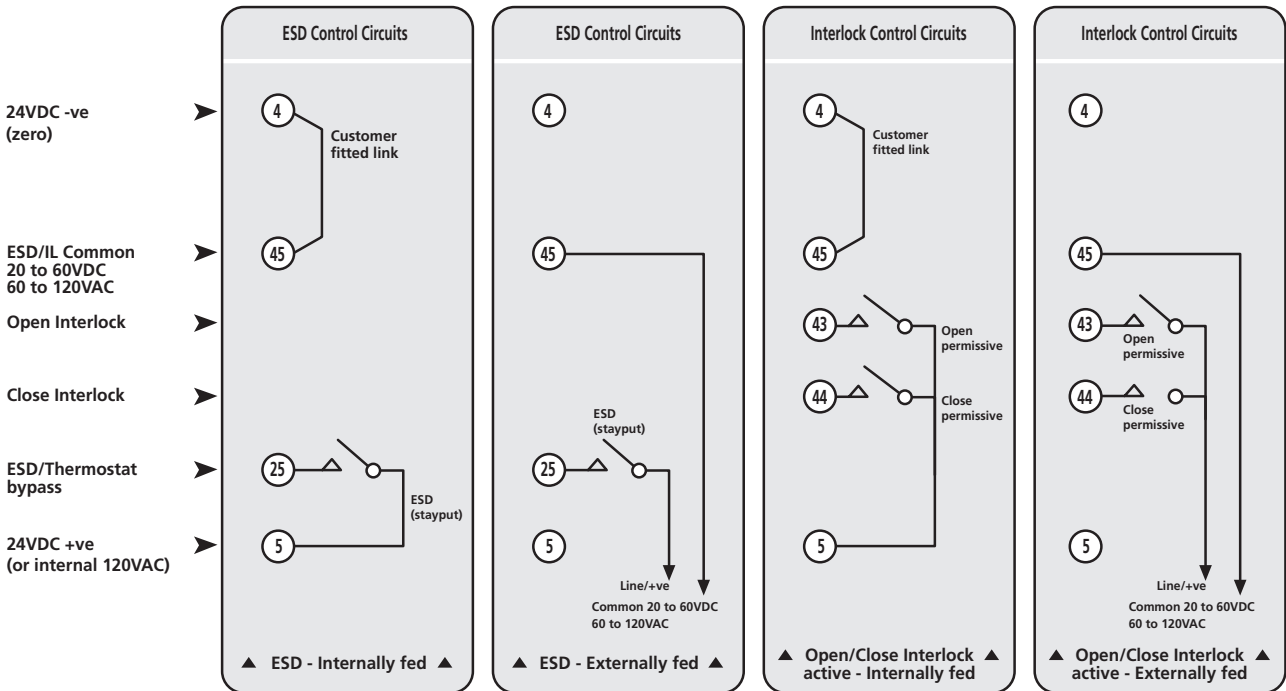 24VDC -ve
(zero)
ESD/IL Common
20 to 60VDC
60 to 120VAC
Open Interlock
Close Interlock
ESD/Thermostat
bypass
24VDC +ve
(or internal 120VAC)
ESD Control Circuits
4
Customer
fitted link
45
25
ESD
(stayput)
5
ESD - Internally fed
ESD Control Circuits
4
45
ESD
(stayput)
25
5
Line/+ve
Common 20 to 60VDC
60 to 120VAC
ESD - Externally fed
Interlock Control Circuits
4
Customer
fitted link
45
43
Open
permissive
44
Close
permissive
5
Open/Close Interlock
active - Internally fed
Interlock Control Circuits
4
45
43
Open
permissive
44
Close
permissive
5
Line/+ve
Common 20 to 60VDC
60 to 120VAC
Open/Close Interlock
active - Externally fed